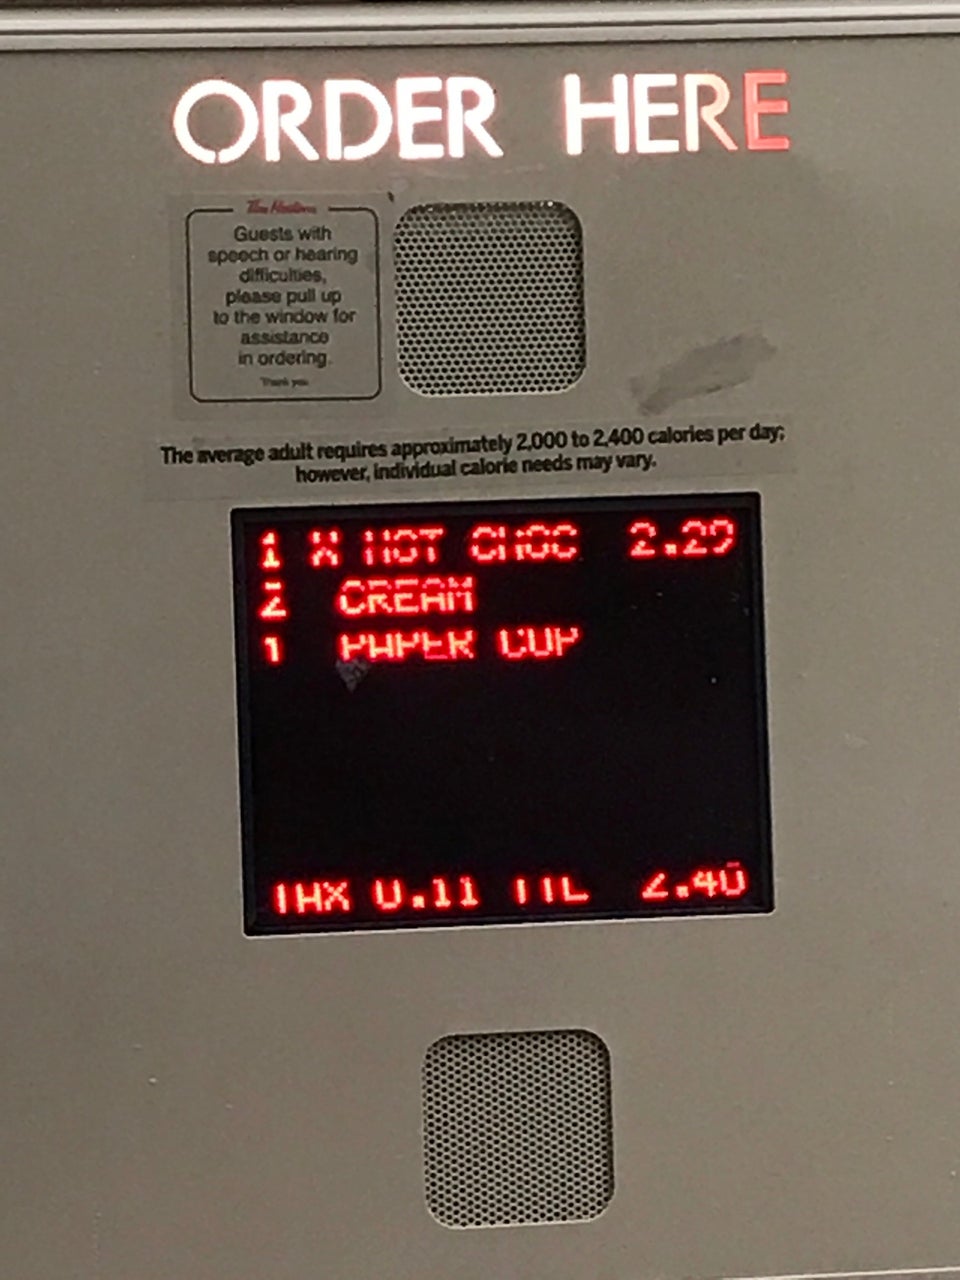 ORDER HERE
Tim Hortons
Guests with
speech or hearing
difficulties,
please pull up
to the window for
assistance
in ordering.
Thank you
The average adult requires approximately 2,000 to 2,400 calories per day;
however, individual calorie needs may vary.
1 X HOT CHOC 2.29
2 CREAM
1 PAPER CUP
TAX 0.11 TTL 2.40